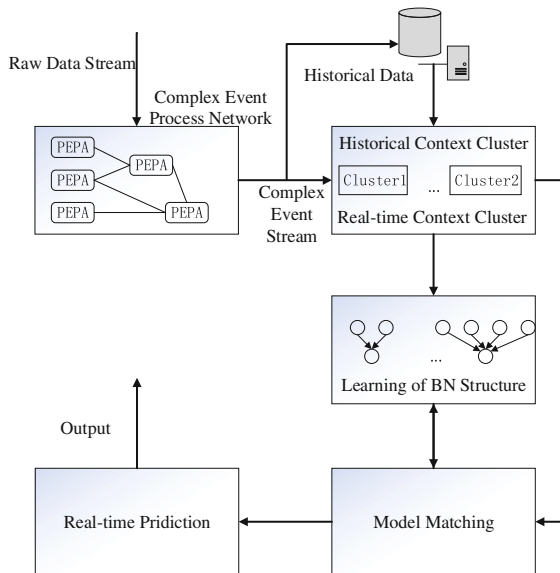 Raw Data Stream
Historical Data
Complex Event
Process Network
PEPA
PEPA
PEPA
PEPA
PEPA
Complex
Event
Stream
Historical Context Cluster
Cluster1 ... Cluster2
Real-time Context Cluster
...
Learning of BN Structure
Output
Real-time Pridiction
Model Matching